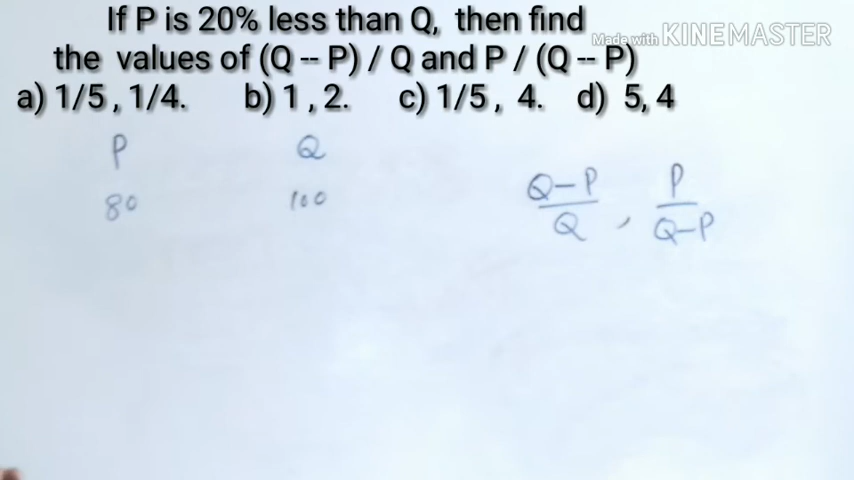 If P is 20% less than Q, then find
Made with KINEMASTER
the values of (Q -- P) / Q and P / (Q -- P)
a) 1/5 , 1/4. b) 1 , 2. c) 1/5 , 4. d) 5, 4
P Q
80 100
Q-P / Q , P / Q-P